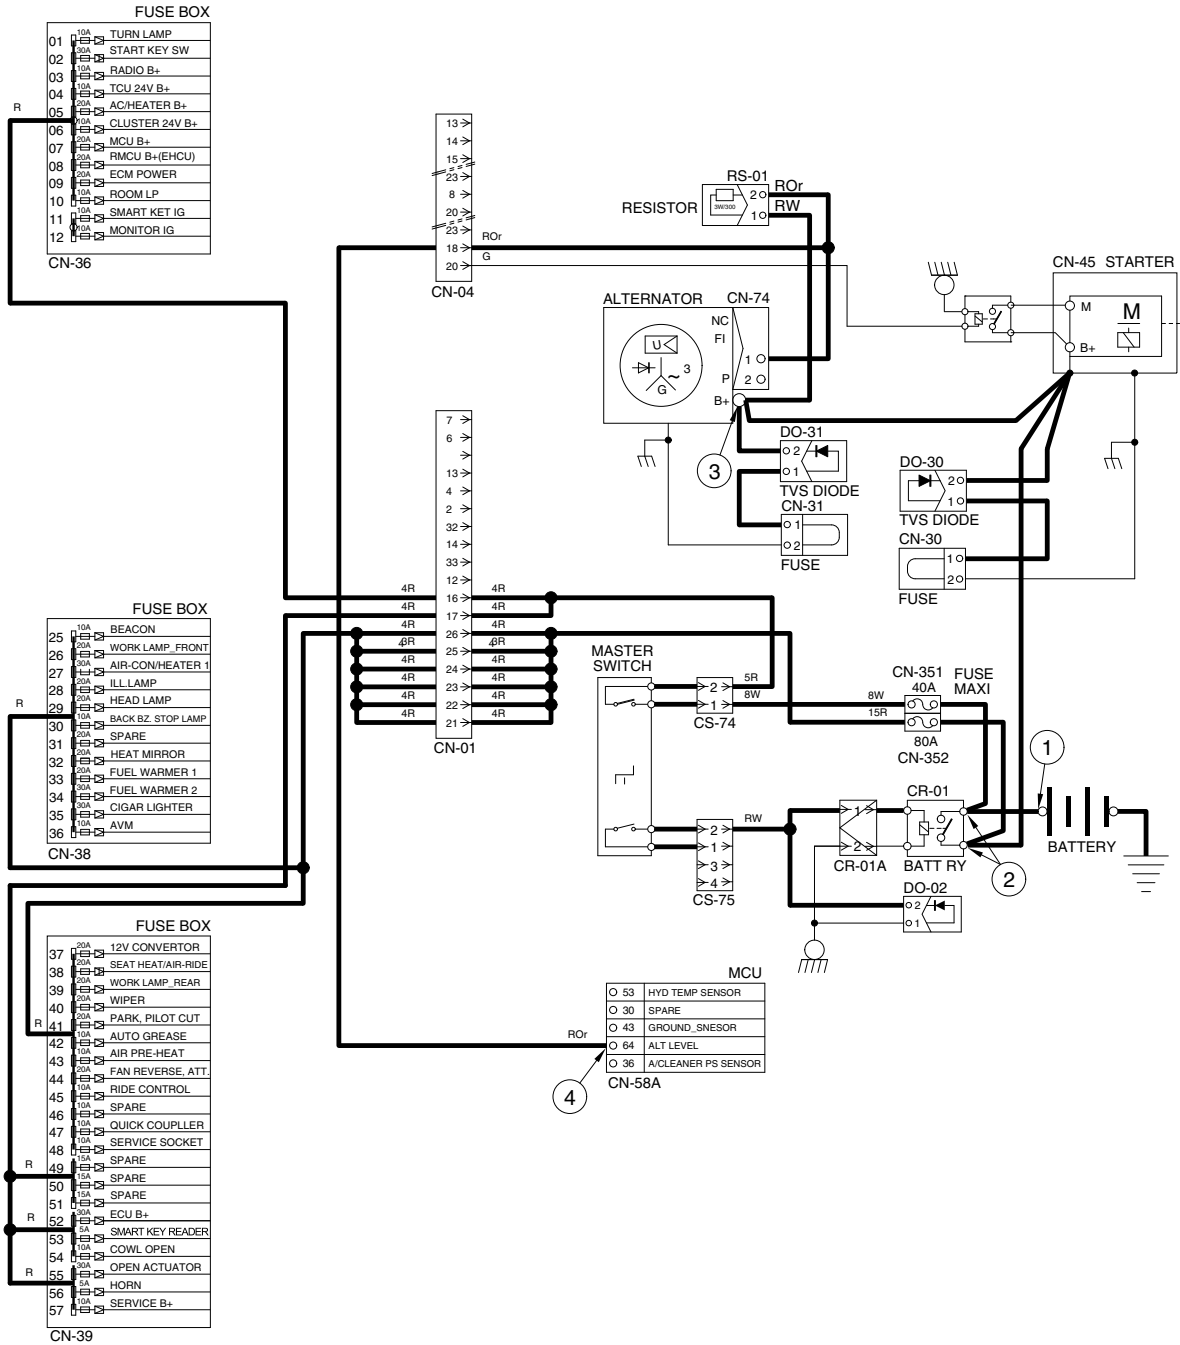 FUSE BOX
01 10A TURN LAMP
02 30A START KEY SW
03 10A RADIO B+
04 10A TCU 24V B+
05 20A AC/HEATER B+
06 10A CLUSTER 24V B+
07 20A MCU B+
08 20A RMCU B+(EHCU)
09 20A ECM POWER
10 10A ROOM LP
11 10A SMART KET IG
12 10A MONITOR IG
CN-36
R
FUSE BOX
25 10A BEACON
26 20A WORK LAMP_FRONT
27 30A AIR-CON/HEATER 1
28 20A ILL.LAMP
29 20A HEAD LAMP
30 10A BACK BZ. STOP LAMP
31 20A SPARE
32 20A HEAT MIRROR
33 20A FUEL WARMER 1
34 30A FUEL WARMER 2
35 30A CIGAR LIGHTER
36 10A AVM
CN-38
R
FUSE BOX
37 20A 12V CONVERTOR
38 20A SEAT HEAT/AIR-RIDE
39 20A WORK LAMP_REAR
40 20A WIPER
41 20A PARK, PILOT CUT
42 10A AUTO GREASE
43 10A AIR PRE-HEAT
44 20A FAN REVERSE, ATT.
45 10A RIDE CONTROL
46 10A SPARE
47 10A QUICK COUPLLER
48 10A SERVICE SOCKET
49 15A SPARE
50 15A SPARE
51 15A SPARE
52 30A ECU B+
53 5A SMART KEY READER
54 10A COWL OPEN
55 30A OPEN ACTUATOR
56 5A HORN
57 10A SERVICE B+
CN-39
R
R
R
R
13
14
15
23
8
20
23
18 ROr
20 G
CN-04
7
6
13
4
2
32
14
33
12
4R 16 4R
4R 17 4R
4R 26 4R
4 3R 25 4 3R
4R 24 4R
4R 23 4R
4R 22 4R
4R 21 4R
CN-01
RS-01
RESISTOR
3W/300
2 ROr
1 RW
ALTERNATOR CN-74
NC
FI
1
P 2
B+
U
3
G
~
3
DO-31
2
1
TVS DIODE
CN-31
1
2
FUSE
CN-45 STARTER
M
M
B+
DO-30
2
1
TVS DIODE
CN-30
1
2
FUSE
MASTER
SWITCH
2 5R
1 8W
CS-74
2 RW
1
3
4
CS-75
CN-351
40A
FUSE
MAXI
8W
15R
80A
CN-352
1
CR-01
1
2
CR-01A
BATT RY
BATTERY
2
DO-02
2
1
MCU
53 HYD TEMP SENSOR
30 SPARE
43 GROUND_SNESOR
64 ALT LEVEL
36 A/CLEANER PS SENSOR
CN-58A
ROr
4